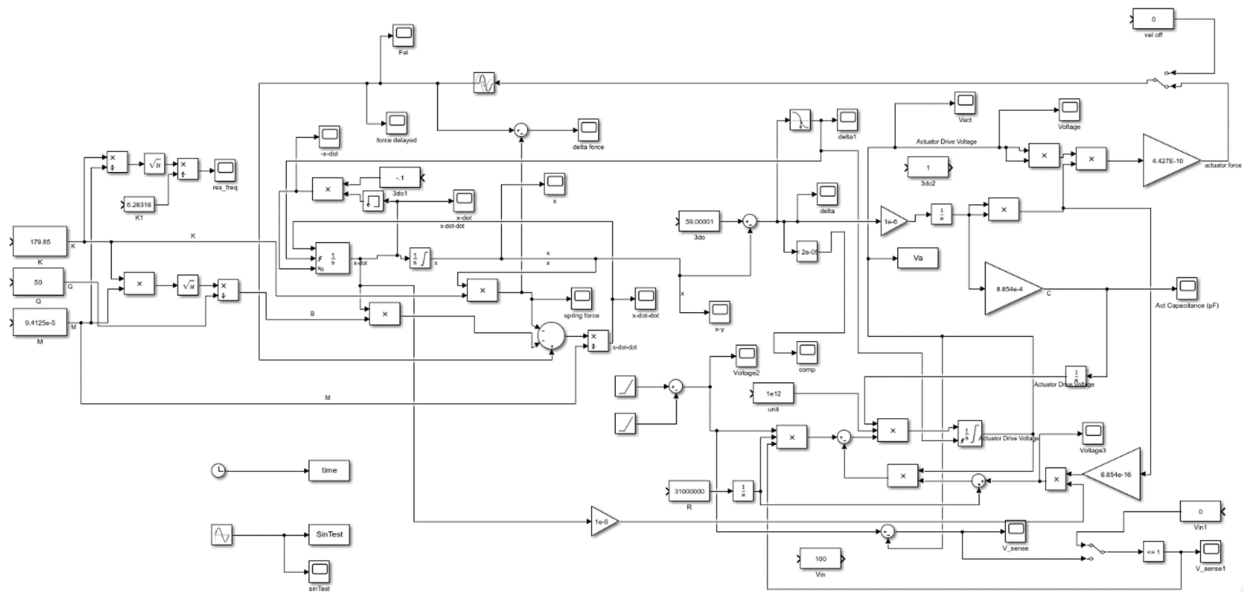 0
vel off
Fel
force delayed
delta force
delta1
Vact
Voltage
Actuator Drive Voltage
1
3do2
4.427E-10
actuator force
-x-dot
-.1
3do1
x-dot
x-dot-dot
x
res_freq
6.28318
K1
179.85
K
K
50
Q
Q
9.4125e-5
M
M
K
B
M
x-dot
x
x
x
spring force
x-dot-dot
x-dot-dot
59.00001
3do
delta
1e-6
Va
8.854e-4
C
Act Capacitance (pF)
x
x-y
comp
Voltage2
1e12
unit
Actuator Drive Voltage
Actuator Drive Voltage
Voltage3
8.854e-16
31000000
R
1e-6
time
SinTest
sinTest
100
Vin
V_sense
0
Vin1
<= 1
V_sense1